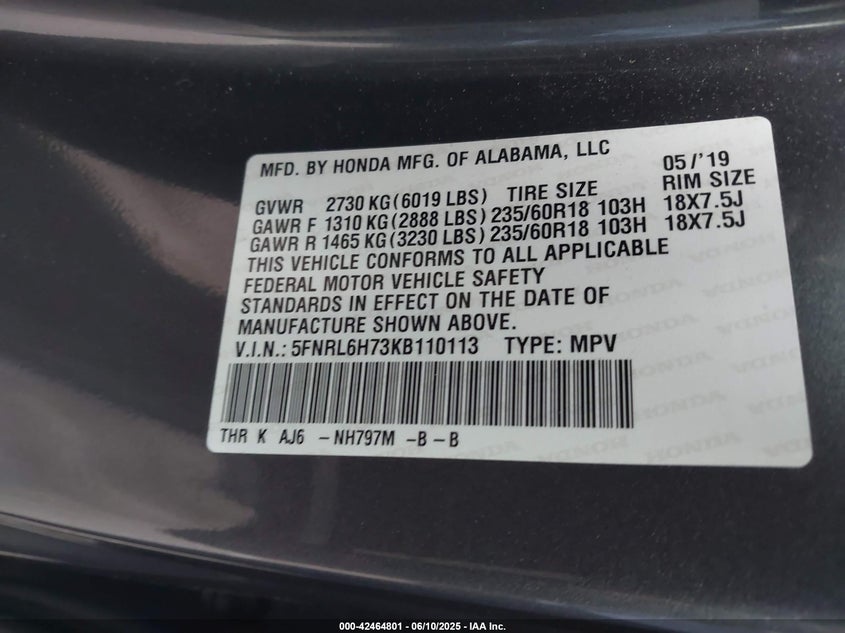 MFD. BY HONDA MFG. OF ALABAMA, LLC 05/'19
GVWR 2730 KG(6019 LBS) TIRE SIZE RIM SIZE
GAWR F 1310 KG(2888 LBS) 235/60R18 103H 18X7.5J
GAWR R 1465 KG(3230 LBS) 235/60R18 103H 18X7.5J
THIS VEHICLE CONFORMS TO ALL APPLICABLE
FEDERAL MOTOR VEHICLE SAFETY
STANDARDS IN EFFECT ON THE DATE OF
MANUFACTURE SHOWN ABOVE.
V.I.N.: 5FNRL6H73KB110113 TYPE: MPV
THR K AJ6 -NH797M -B-B
000-42464801 - 06/10/2025 - IAA Inc.